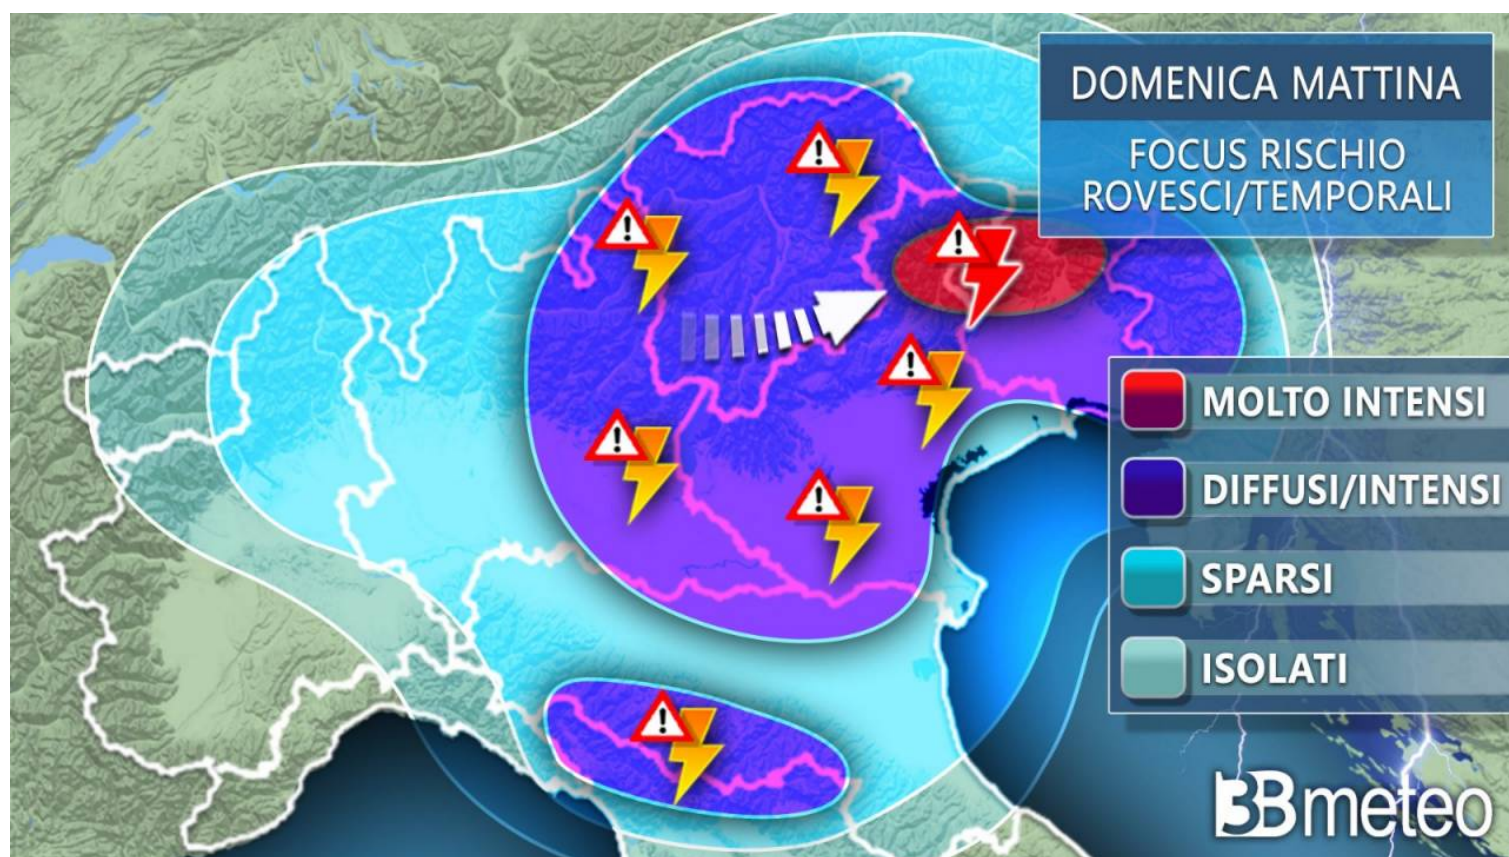 DOMENICA MATTINA
FOCUS RISCHIO
ROVESCI/TEMPORALI
MOLTO INTENSI
DIFFUSI/INTENSI
SPARSI
ISOLATI
3Bmeteo